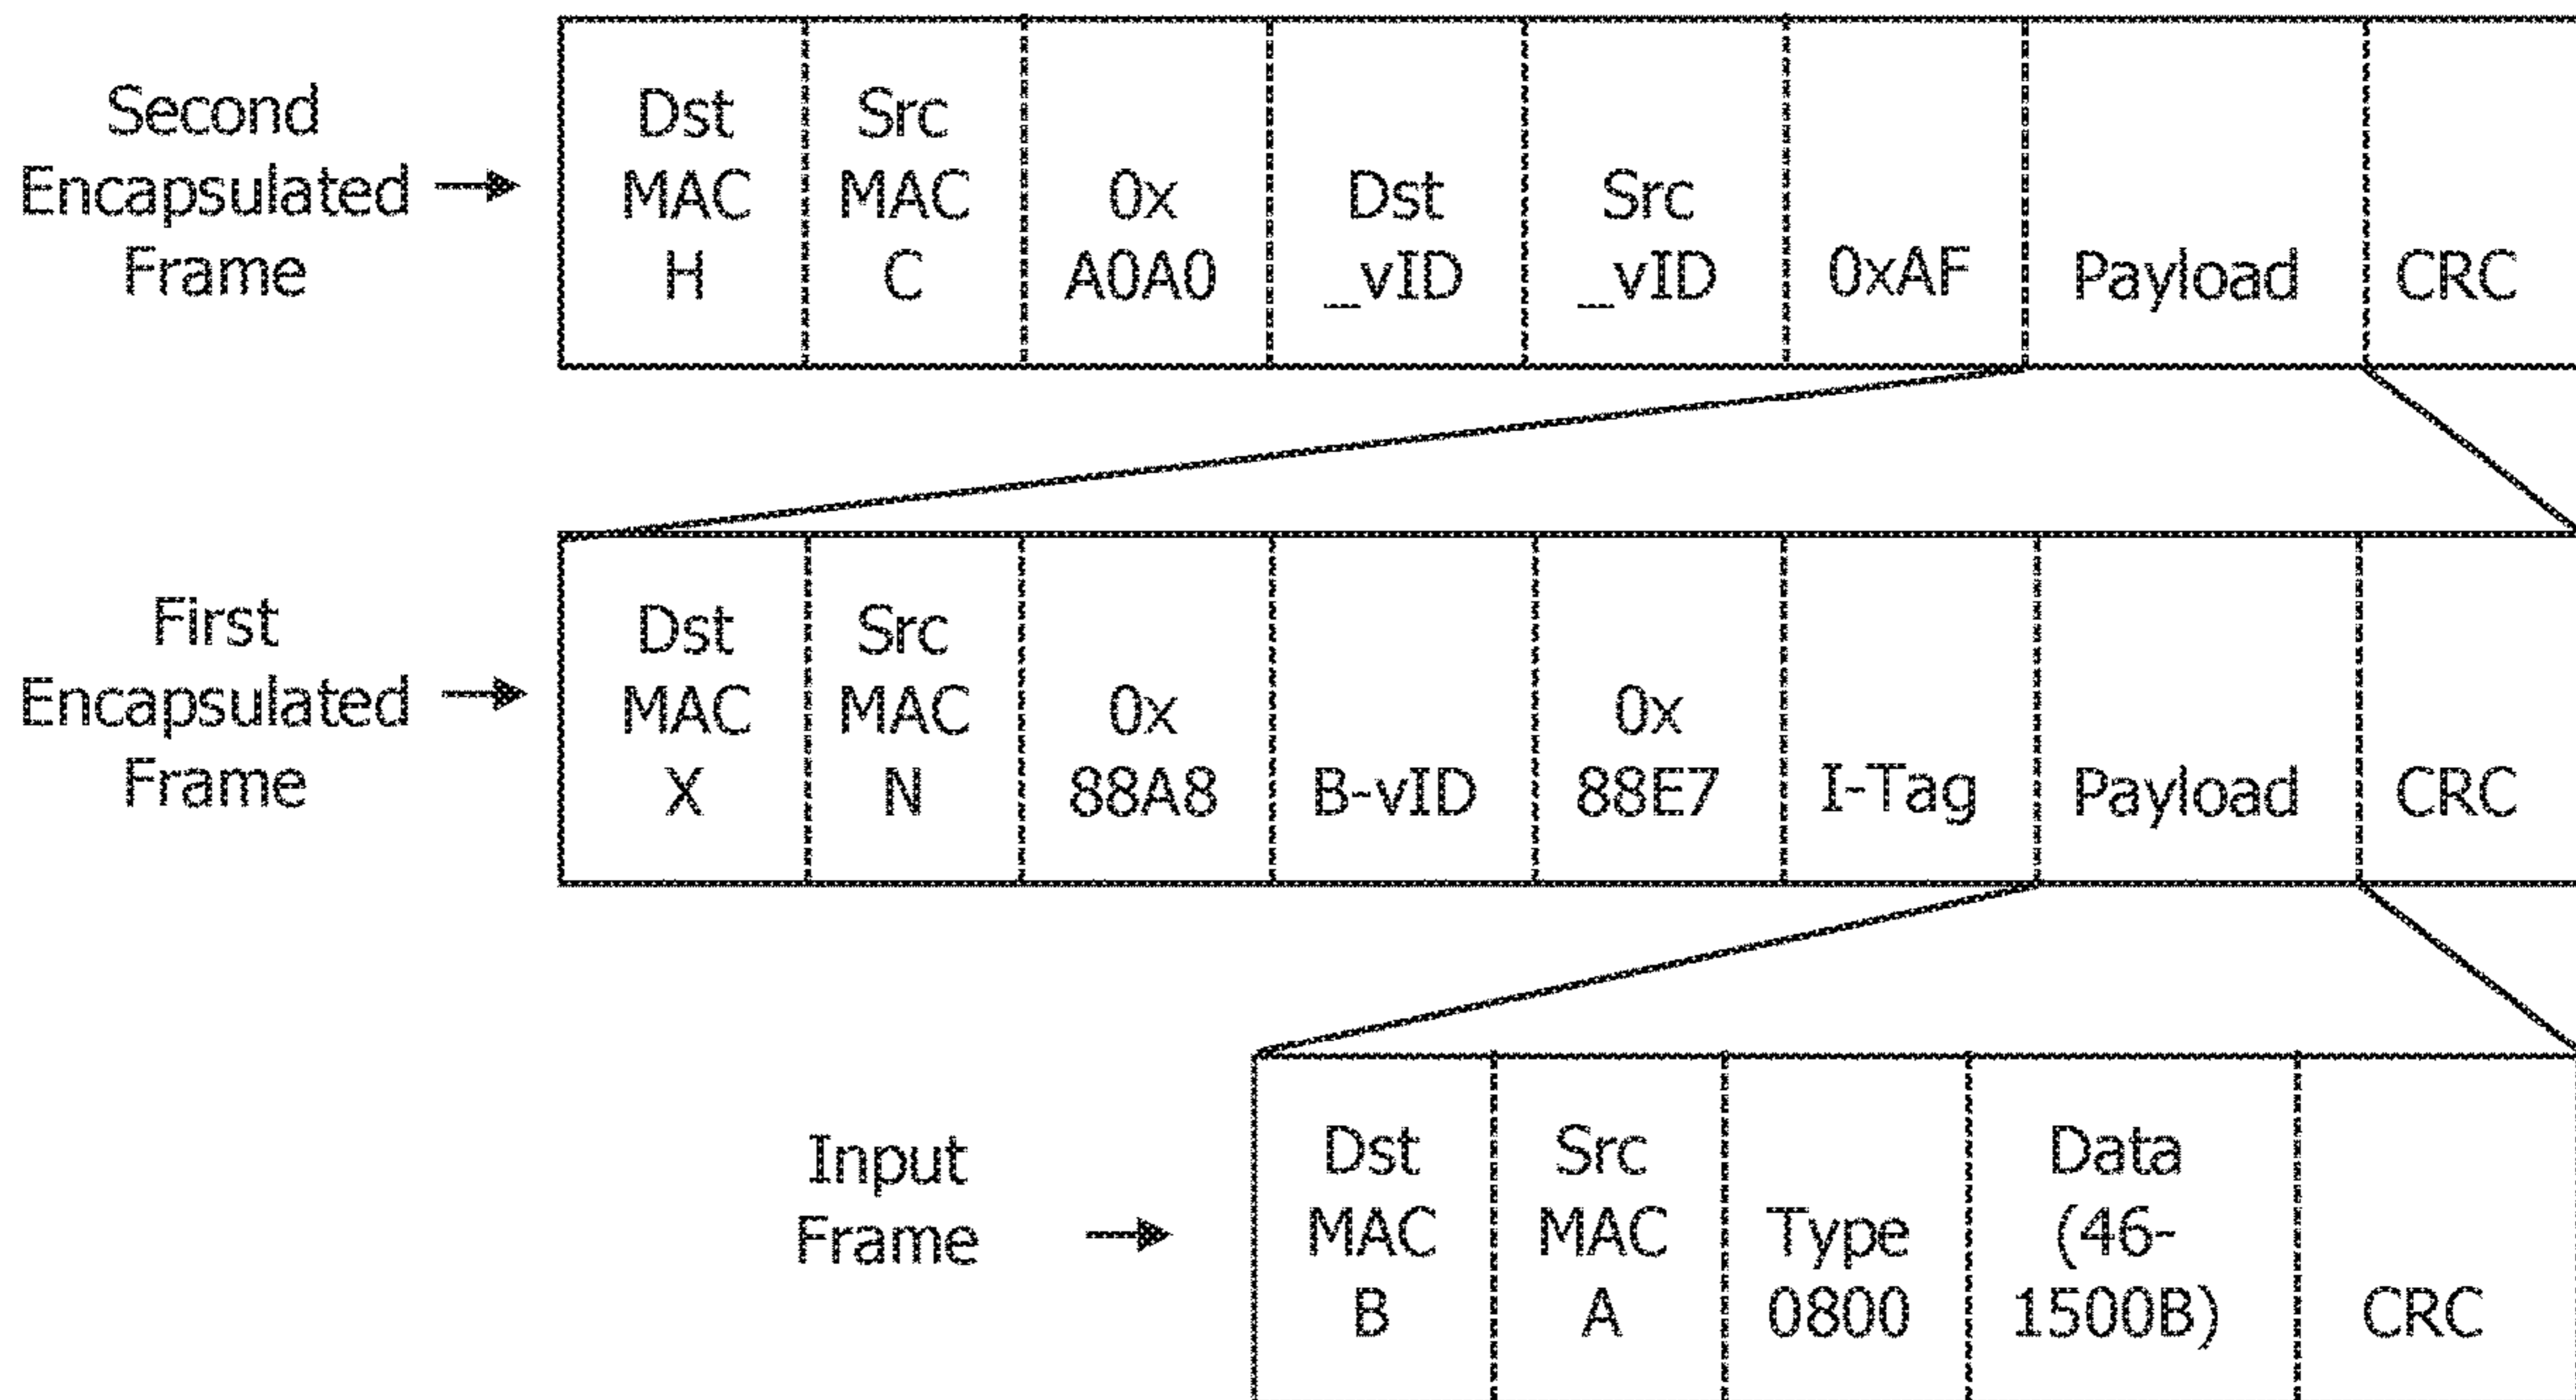 Second
Encapsulated
Frame
Dst
MAC
H
Src
MAC
C
0x
A0A0
Dst
_vID
Src
_vID
0xAF
Payload
CRC
First
Encapsulated
Frame
Dst
MAC
X
Src
MAC
N
0x
88A8
B-vID
0x
88E7
I-Tag
Payload
CRC
Input
Frame
Dst
MAC
B
Src
MAC
A
Type
0800
Data
(46-
1500B)
CRC